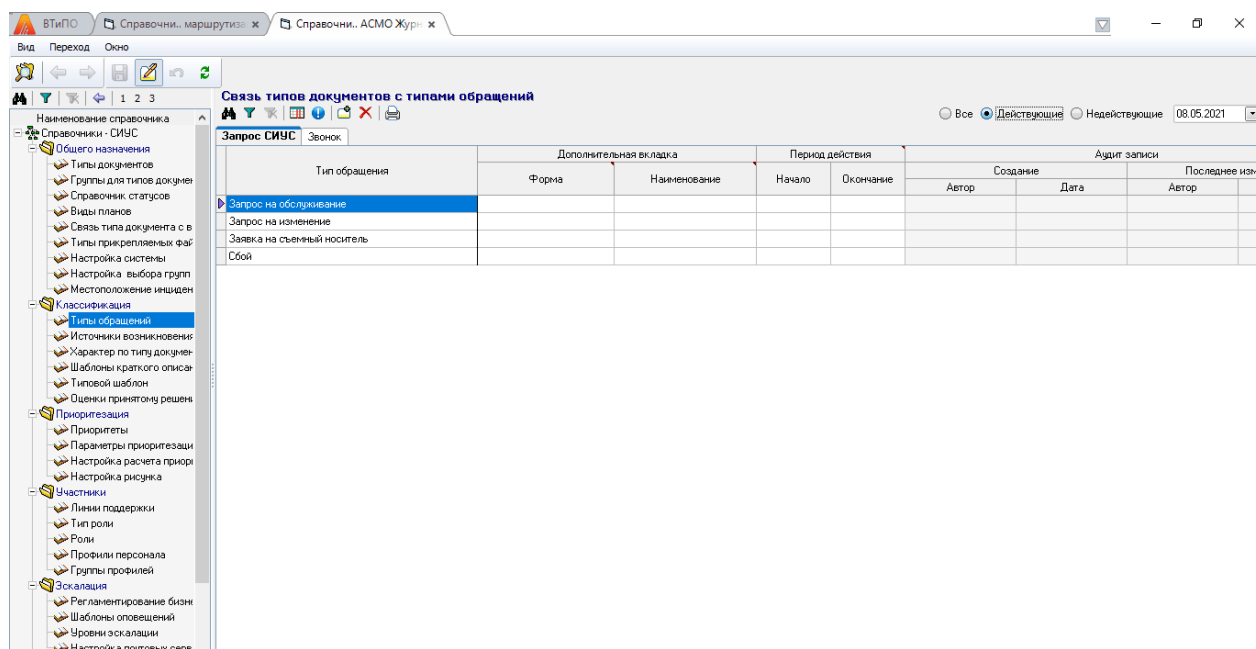 ВТиПО
Справочни.. маршрутиза
Справочни.. АСМО Журн
Вид Переход Окно
1 2 3
Наименование справочника
Справочники - СИУС
Общего назначения
Типы документов
Группы для типов докумен
Справочник статусов
Виды планов
Связь типа документа с в
Типы прикрепляемых фай
Настройка системы
Настройка выбора групп
Местоположение инциден
Классификация
Типы обращений
Источники возникновения
Характер по типу докумен
Шаблоны краткого описан
Типовой шаблон
Оценки принятому решени
Приоритезация
Приоритеты
Параметры приоритезаци
Настройка расчета приори
Настройка рисунка
Участники
Линии поддержки
Тип роли
Роли
Профили персонала
Группы профилей
Эскалация
Регламентирование бизне
Шаблоны оповещений
Уровни эскалации
Настройка почтовых серв
Связь типов документов с типами обращений
Все Действующие Недействующие 08.05.2021
Запрос СИУС Звонок
Тип обращения
Дополнительная вкладка Период действия Аудит записи
Форма Наименование Начало Окончание Создание Последнее изм
Автор Дата Автор
Запрос на обслуживание
Запрос на изменение
Заявка на съемный носитель
Сбой